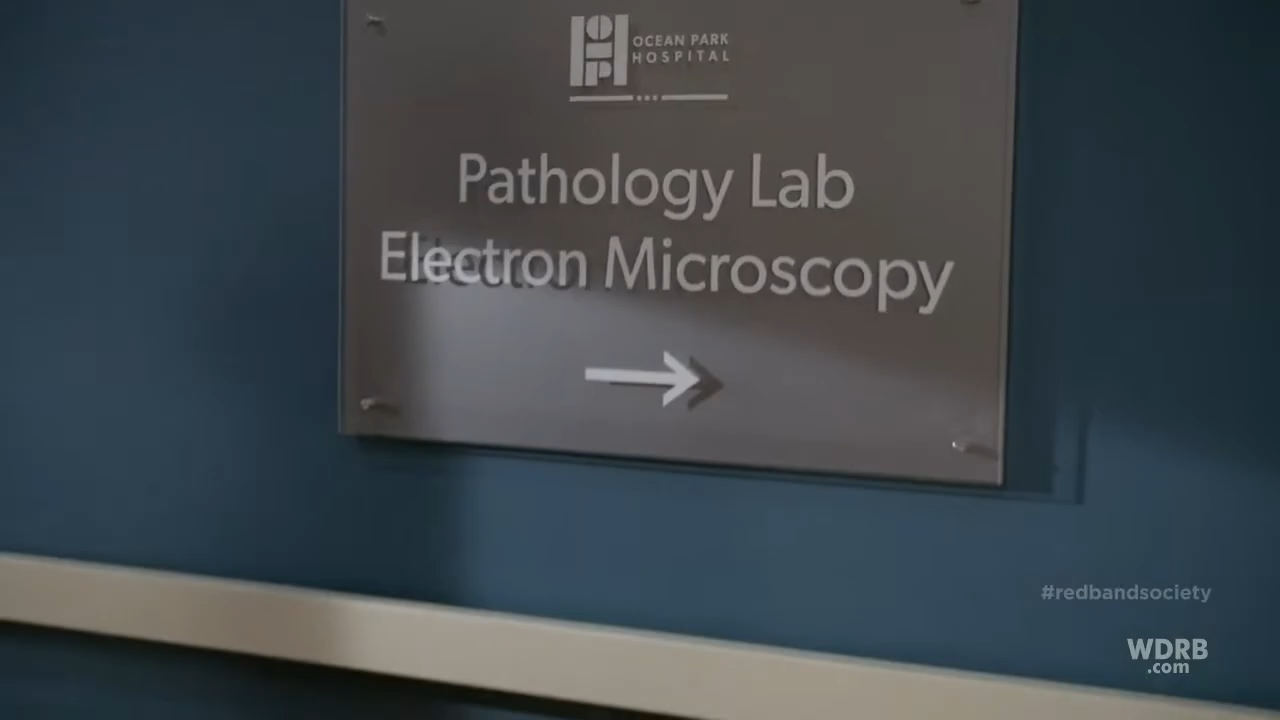 OCEAN PARK
HOSPITAL
Pathology Lab
Electron Microscopy
#redbandsociety
WDRB
.com